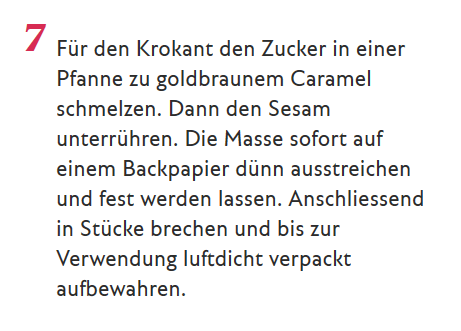 7
Für den Krokant den Zucker in einer
Pfanne zu goldbraunem Caramel
schmelzen. Dann den Sesam
unterrühren. Die Masse sofort auf
einem Backpapier dünn ausstreichen
und fest werden lassen. Anschliessend
in Stücke brechen und bis zur
Verwendung luftdicht verpackt
aufbewahren.